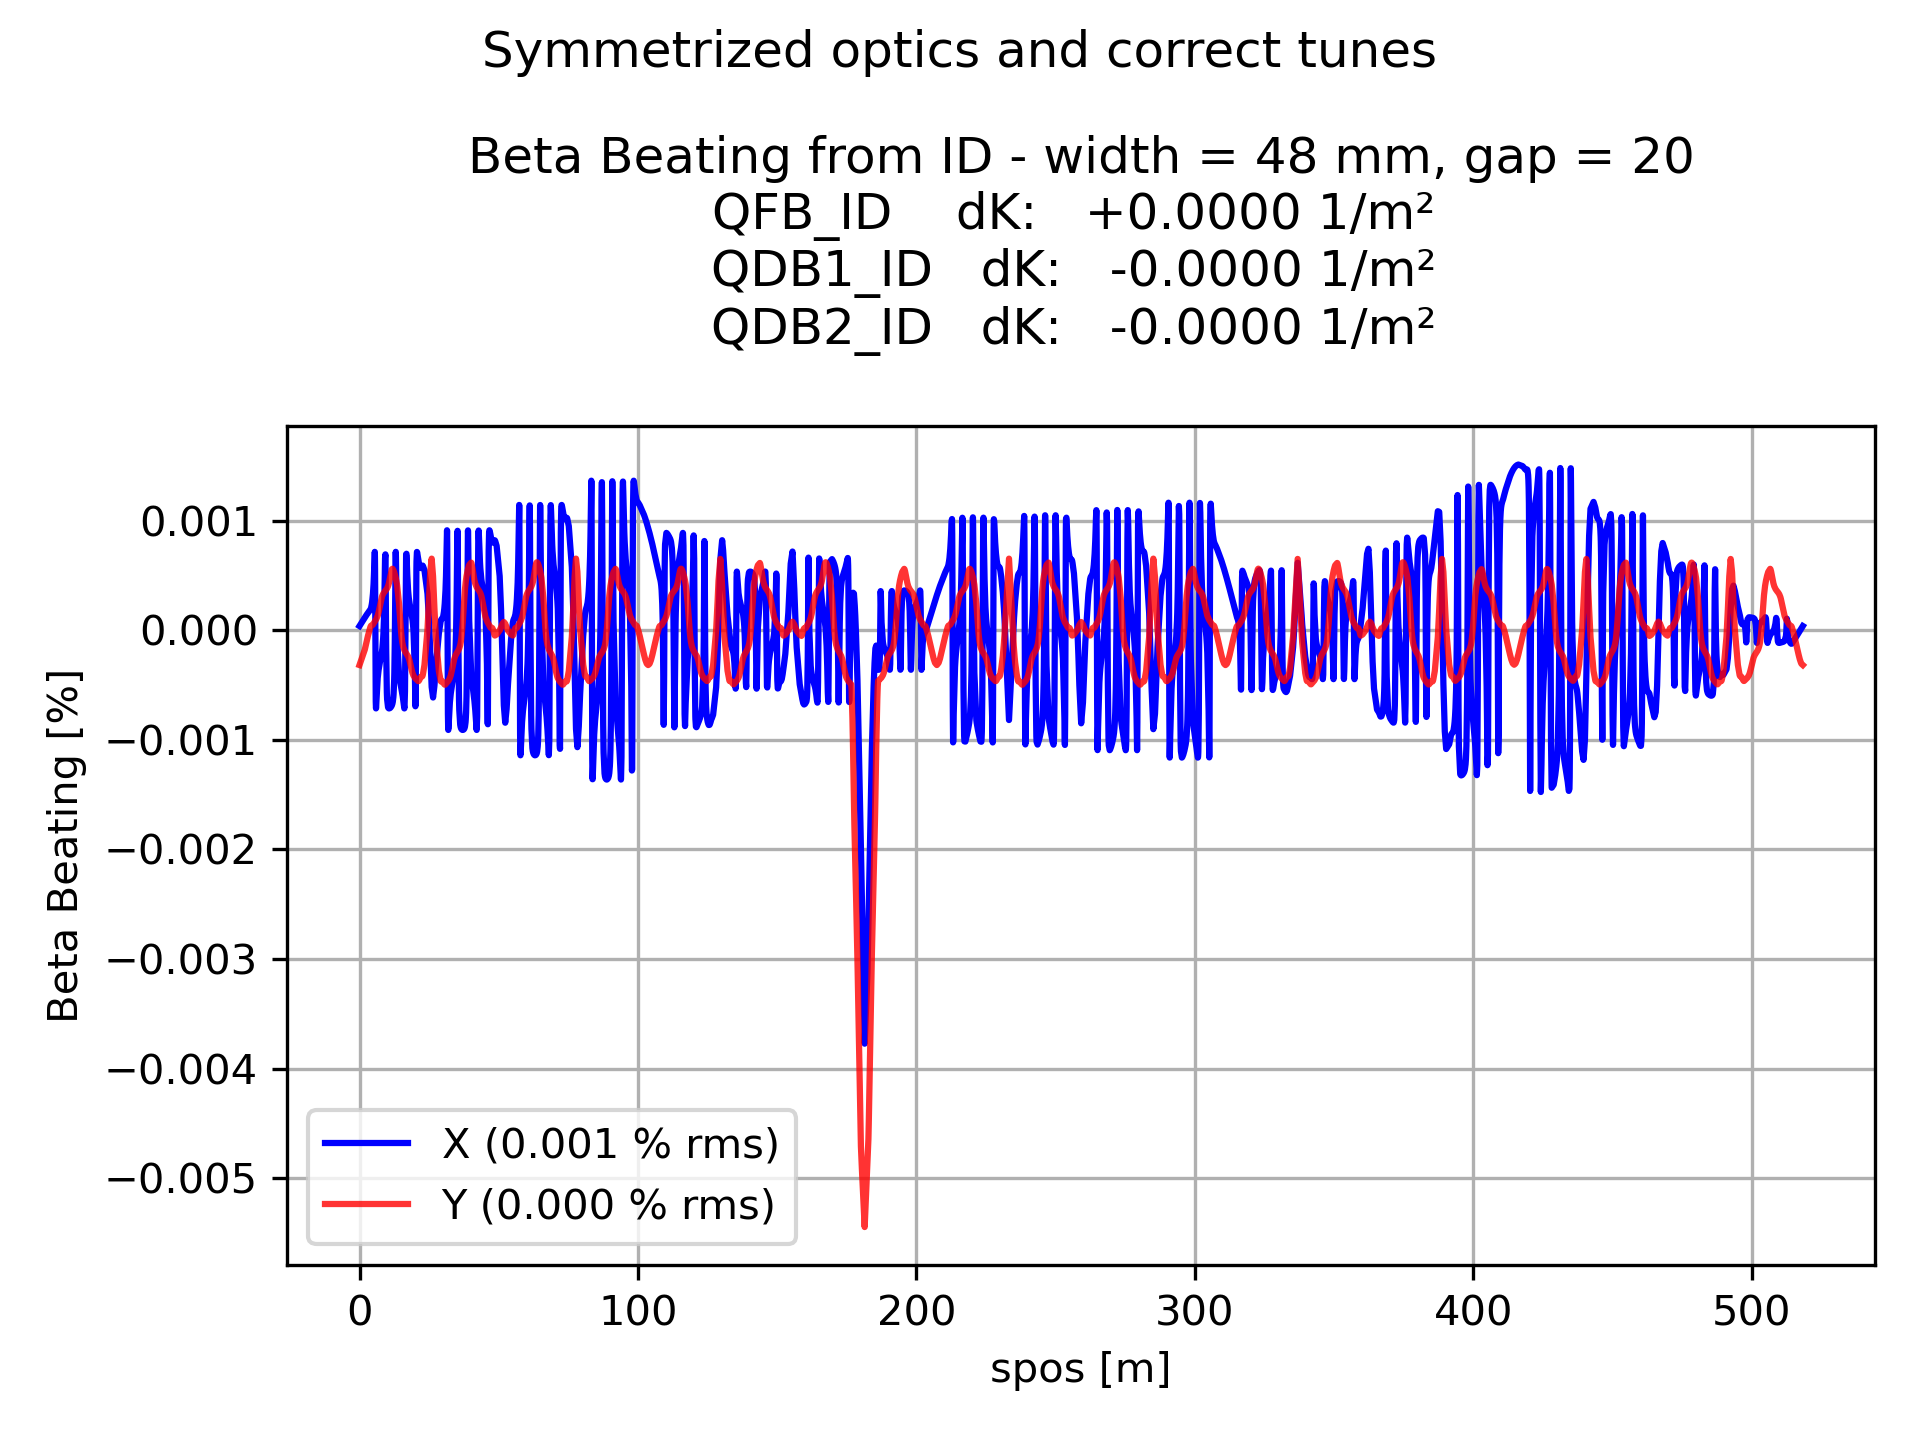 Symmetrized optics and correct tunes
Beta Beating from ID - width = 48 mm, gap = 20
QFB_ID dK: +0.0000 1/m²
QDB1_ID dK: -0.0000 1/m²
QDB2_ID dK: -0.0000 1/m²
0.001
0.000
−0.001
−0.002
−0.003
−0.004
−0.005
Beta Beating [%]
X (0.001 % rms)
Y (0.000 % rms)
0 100 200 300 400 500
spos [m]